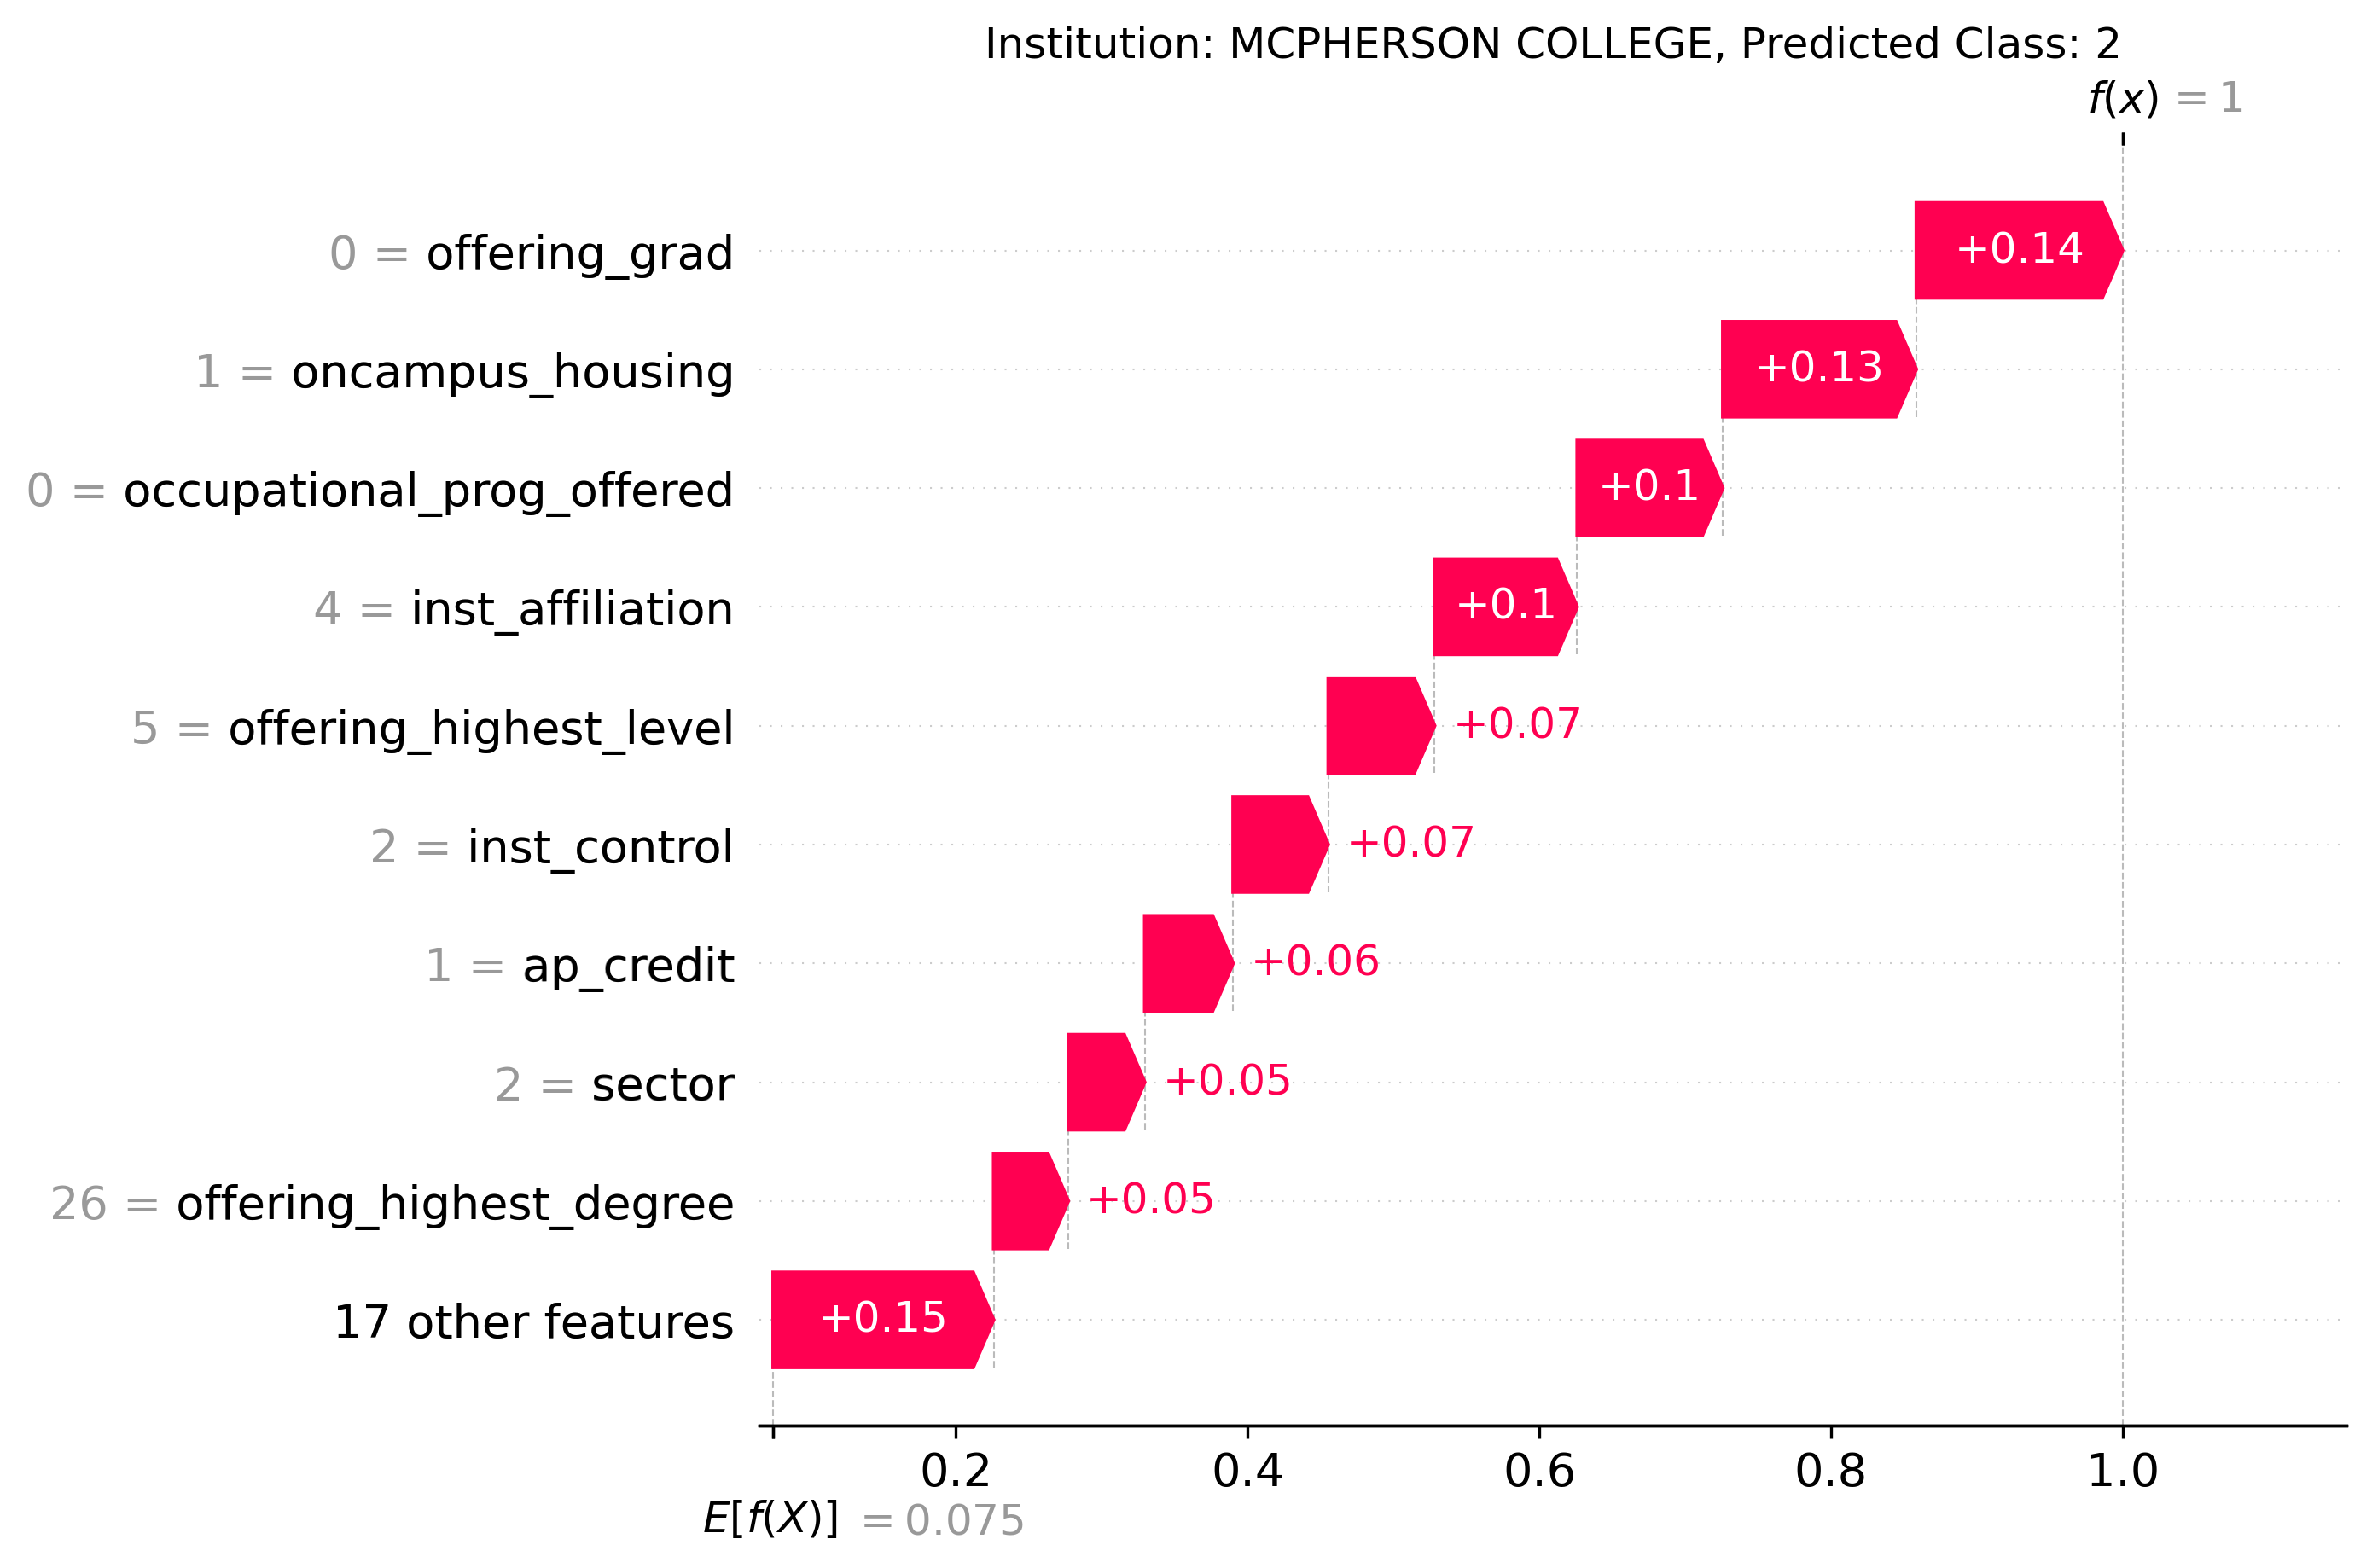 Institution: MCPHERSON COLLEGE, Predicted Class: 2
f(x) = 1
0 = offering_grad +0.14
1 = oncampus_housing +0.13
0 = occupational_prog_offered +0.1
4 = inst_affiliation +0.1
5 = offering_highest_level +0.07
2 = inst_control +0.07
1 = ap_credit +0.06
2 = sector +0.05
26 = offering_highest_degree +0.05
17 other features +0.15
0.2 0.4 0.6 0.8 1.0
E[f(X)] = 0.075